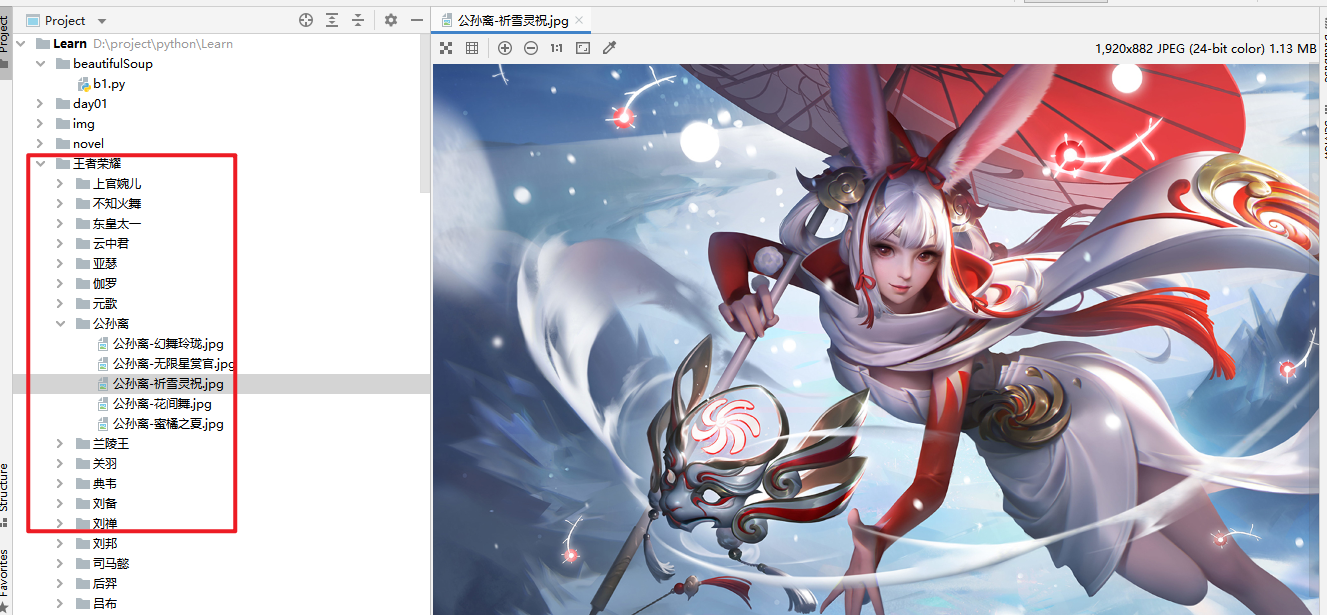 Project
公孙离-祈雪灵祝.jpg
Project
1:1
1,920x882 JPEG (24-bit color) 1.13 MB
Learn D:\project\python\Learn
beautifulSoup
b1.py
day01
img
novel
王者荣耀
上官婉儿
不知火舞
东皇太一
云中君
亚瑟
伽罗
元歌
公孙离
公孙离-幻舞玲珑.jpg
公孙离-无限星赏官.jpg
公孙离-祈雪灵祝.jpg
公孙离-花间舞.jpg
公孙离-蜜橘之夏.jpg
兰陵王
关羽
典韦
刘备
刘禅
刘邦
司马懿
后羿
吕布
Structure
Favorites